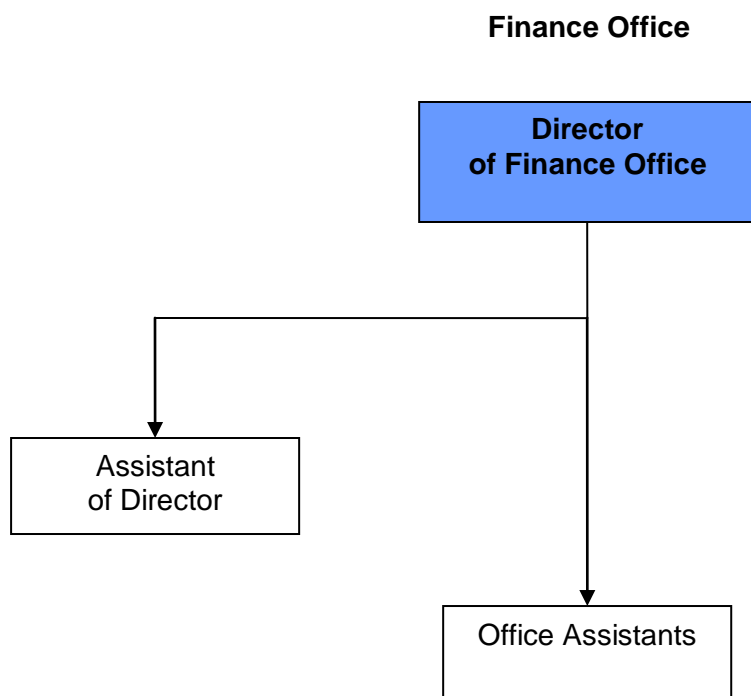 Finance Office
Director
of Finance Office
Assistant
of Director
Office Assistants